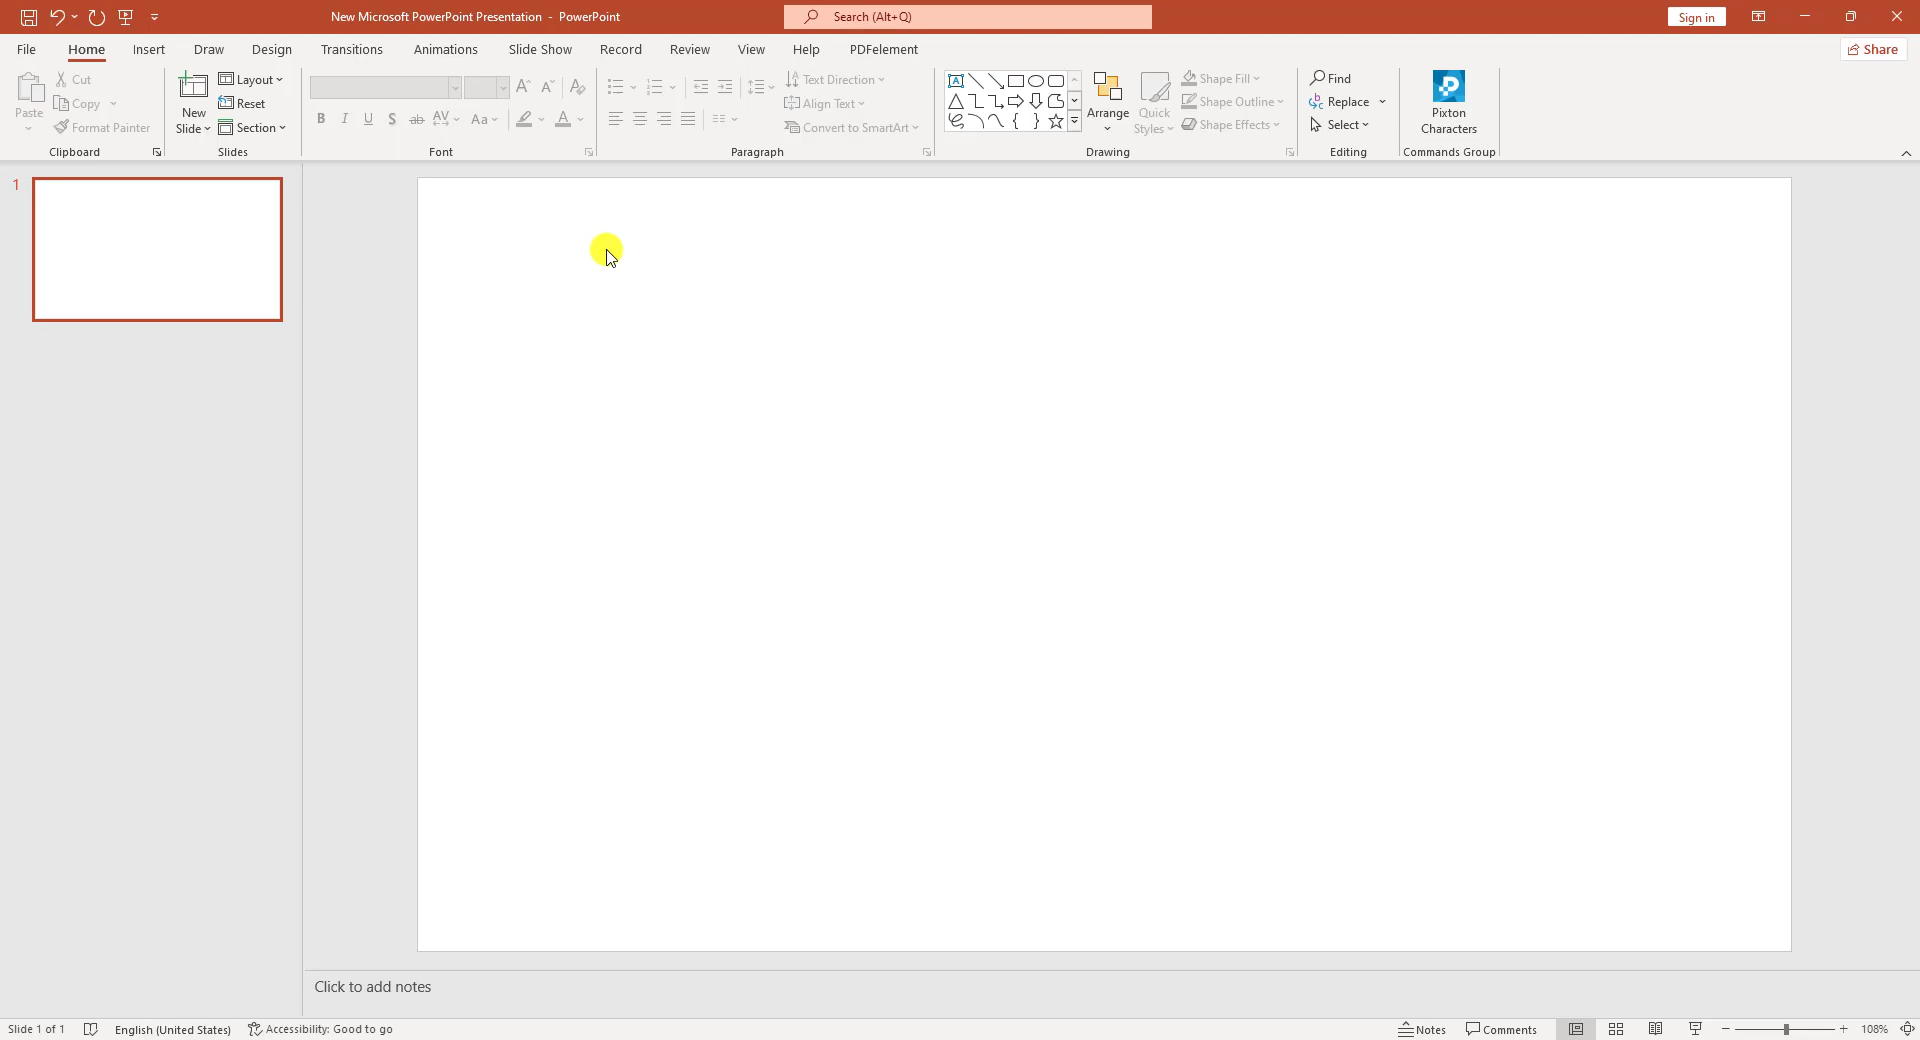 New Microsoft PowerPoint Presentation - PowerPoint
Search (Alt+Q)
Sign in
File Home Insert Draw Design Transitions Animations Slide Show Record Review View Help PDFelement
Share
Paste
Cut
Copy
Format Painter
Clipboard
New
Slide
Layout
Reset
Section
Slides
B I U S ab AV Aa A
Font
Text Direction
Align Text
Convert to SmartArt
Paragraph
Arrange
Quick
Styles
Shape Fill
Shape Outline
Shape Effects
Drawing
Find
Replace
Select
Editing
Pixton
Characters
Commands Group
1
Click to add notes
Slide 1 of 1 English (United States) Accessibility: Good to go Notes Comments 108%